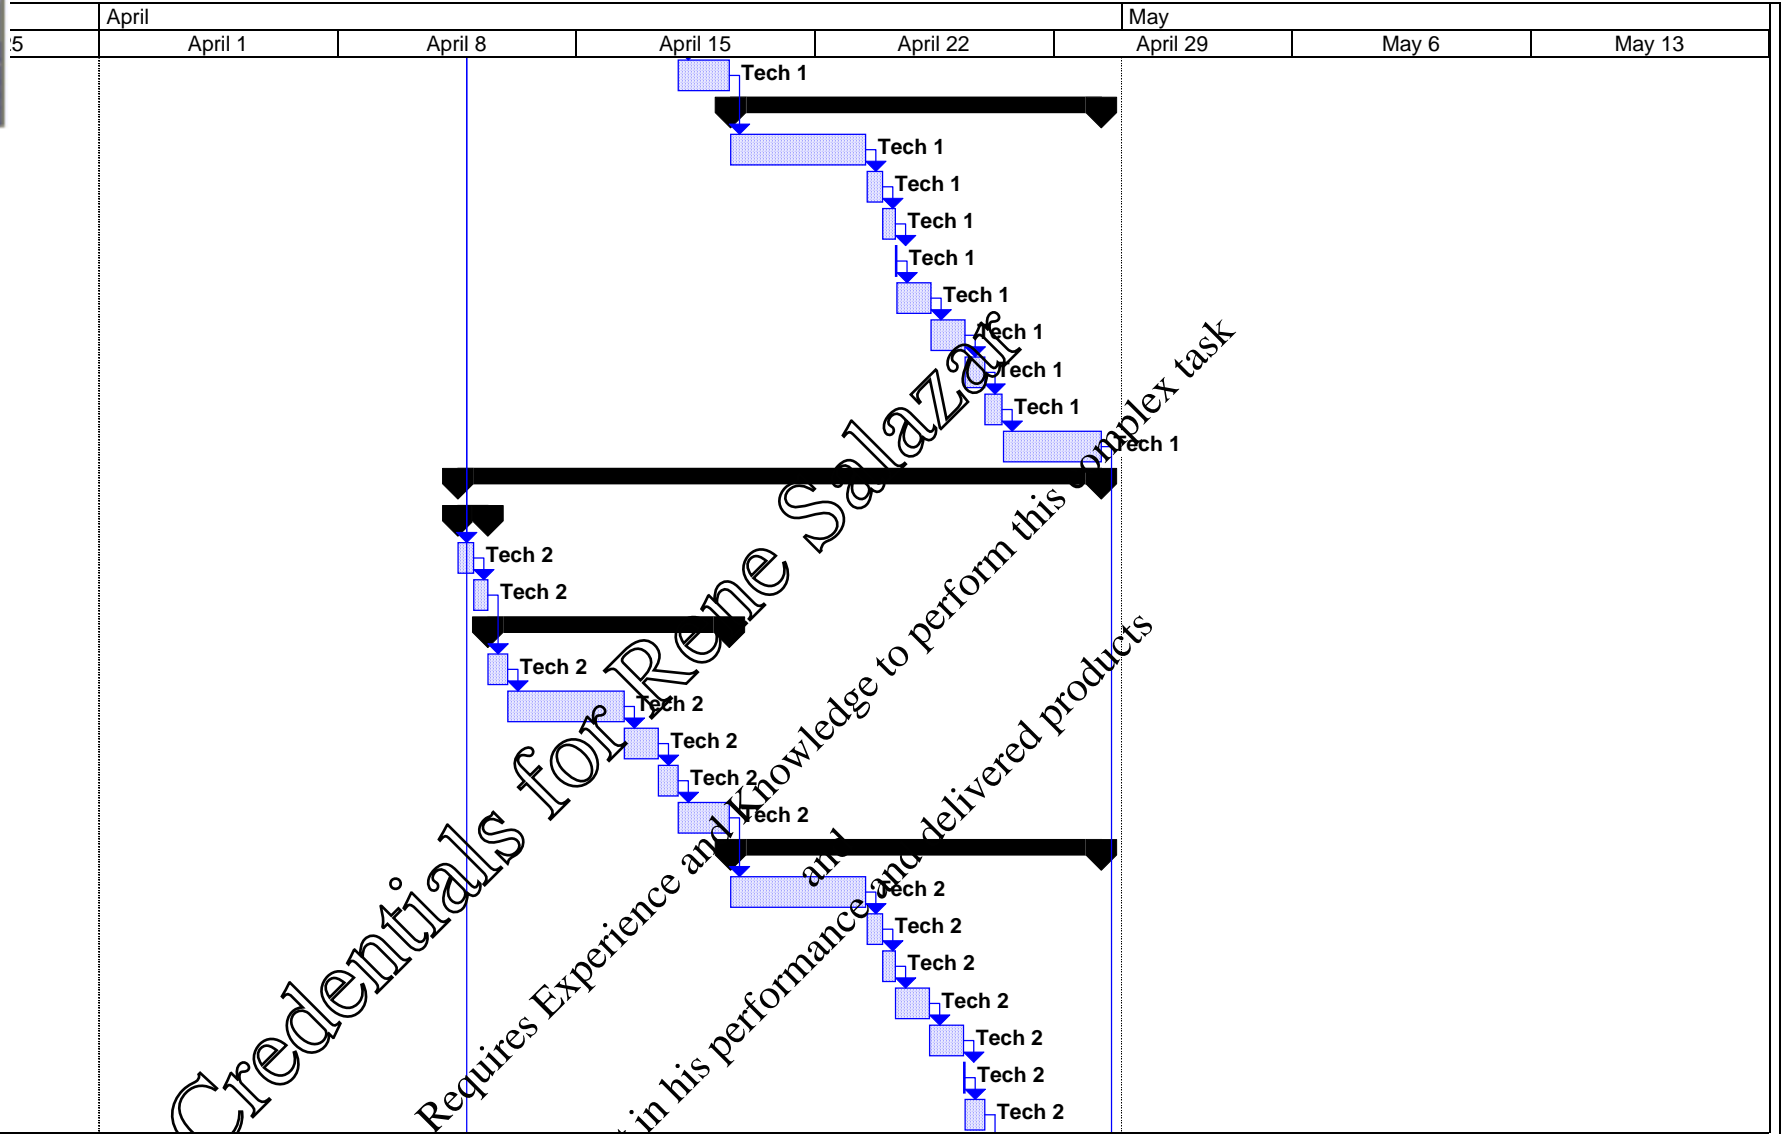 April May
25 April 1 April 8 April 15 April 22 April 29 May 6 May 13
Tech 1
Tech 1
Tech 1
Tech 1
Tech 1
Tech 1
Tech 1
Tech 1
Tech 1
Tech 1
Tech 2
Tech 2
Tech 2
Tech 2
Tech 2
Tech 2
Tech 2
Tech 2
Tech 2
Tech 2
Tech 2
Tech 2
Tech 2
Tech 2
Credentials for Rene Salazar
Requires Experience and Knowledge to perform this complex task
and
in his performance and delivered products